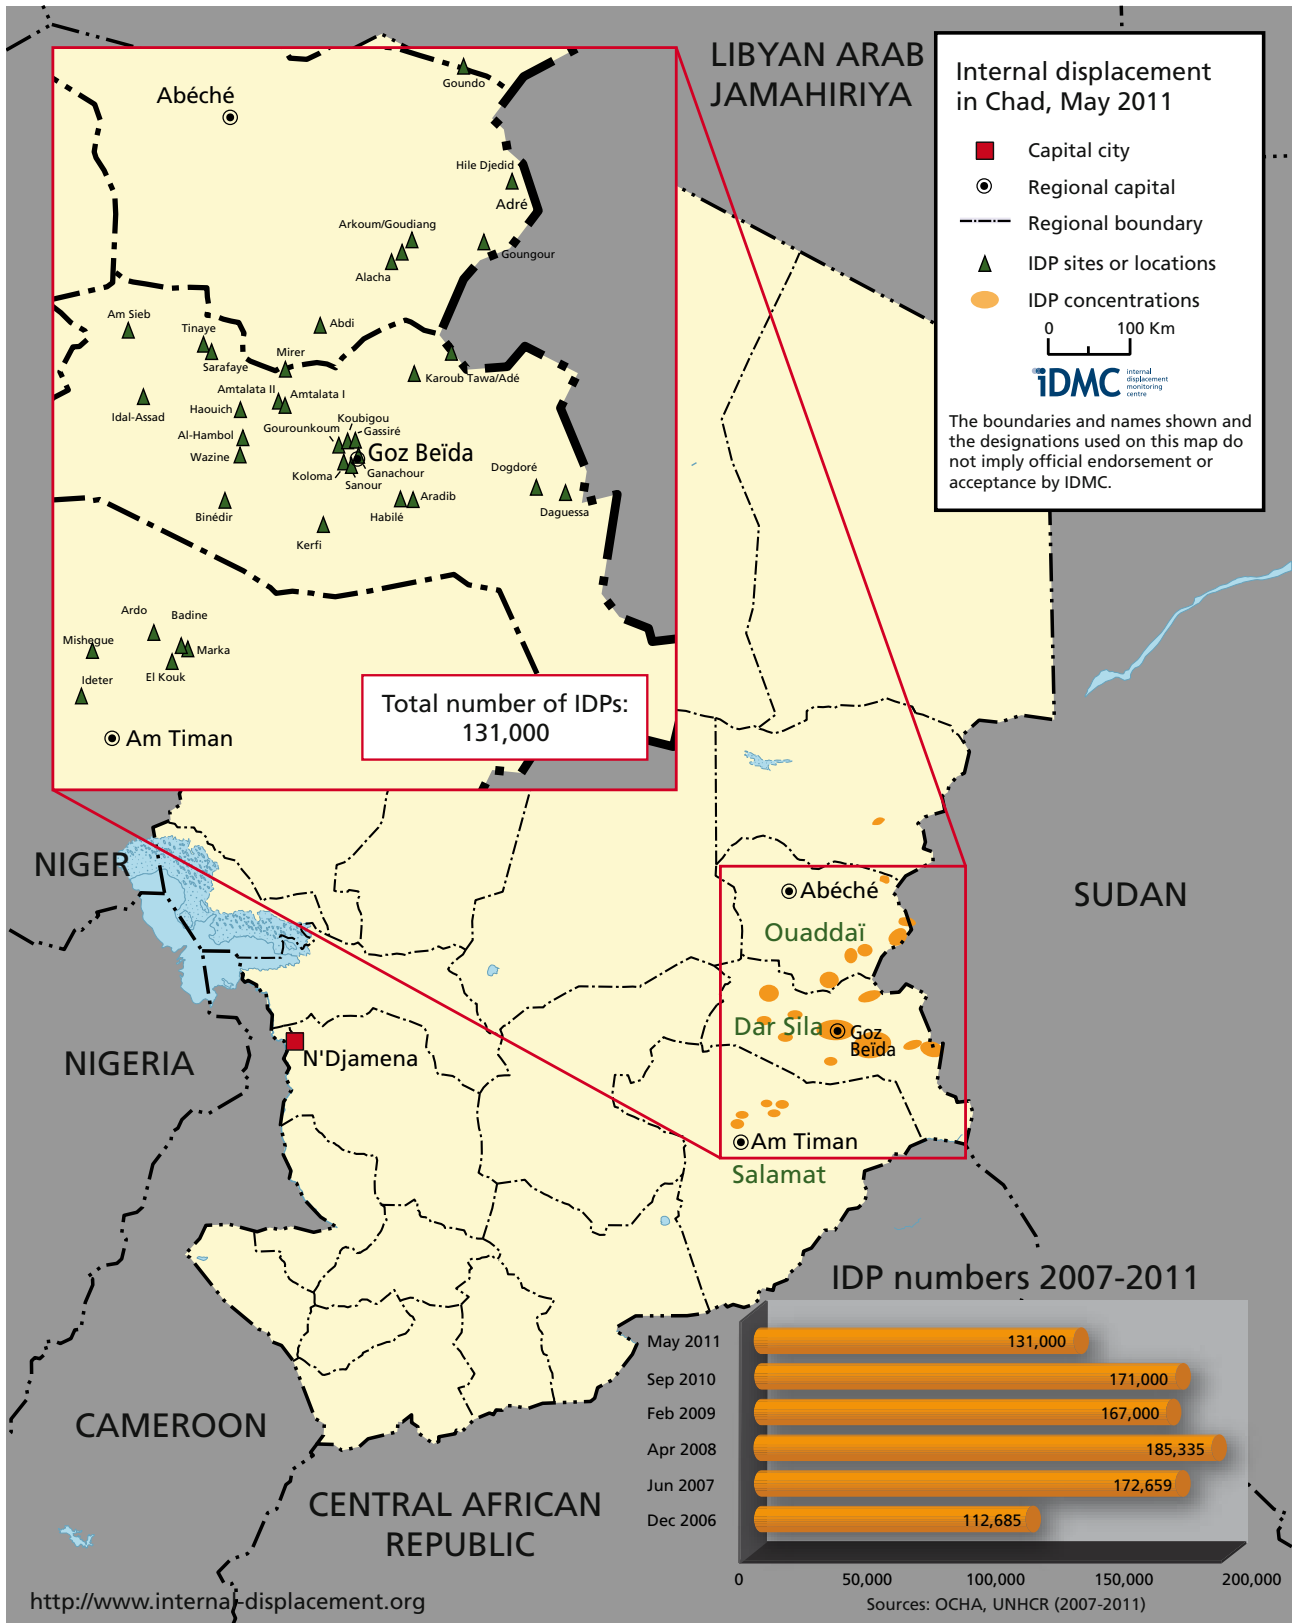 LIBYAN ARAB
JAMAHIRIYA
Internal displacement
in Chad, May 2011
Capital city
Regional capital
Regional boundary
IDP sites or locations
IDP concentrations
0 100 Km
iDMC
internal
displacement
monitoring
centre
The boundaries and names shown and
the designations used on this map do
not imply official endorsement or
acceptance by IDMC.
Goundo
Abéché
Hile Djedid
Adré
Arkoum/Goudiang
Goungour
Alacha
Am Sieb
Tinaye
Abdi
Sarafaye
Mirer
Karoub Tawa/Adé
Amtalata II
Amtalata I
Idal-Assad
Haouich
Koubigou
Gourounkoum
Gassiré
Al-Hambol
Goz Beïda
Wazine
Ganachour
Dogdoré
Koloma
Sanour
Binédir
Habilé
Aradib
Daguessa
Kerfi
Ardo
Badine
Mishegue
Marka
El Kouk
Ideter
Am Timan
Total number of IDPs:
131,000
NIGER
Abéché
SUDAN
Ouaddaï
Dar Sila
Goz
Beïda
NIGERIA
N'Djamena
Am Timan
Salamat
CAMEROON
CENTRAL AFRICAN
REPUBLIC
IDP numbers 2007-2011
May 2011 131,000
Sep 2010 171,000
Feb 2009 167,000
Apr 2008 185,335
Jun 2007 172,659
Dec 2006 112,685
0 50,000 100,000 150,000 200,000
Sources: OCHA, UNHCR (2007-2011)
http://www.internal-displacement.org